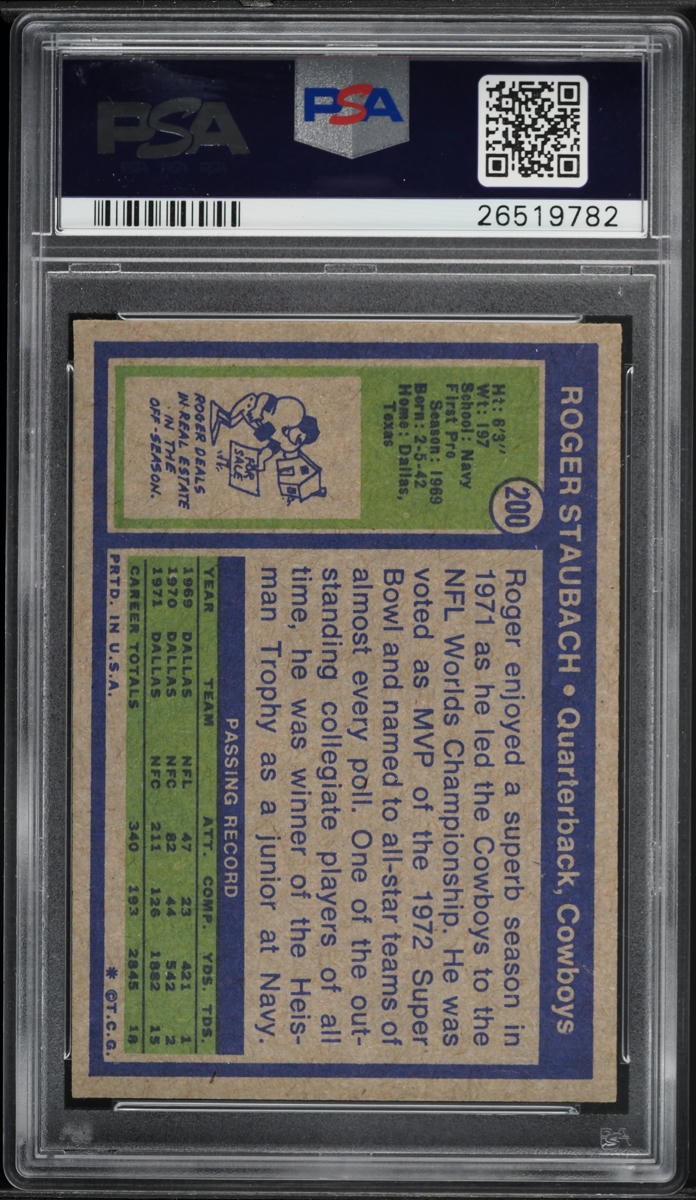 PSA
PSA
26519782
ROGER STAUBACH • Quarterback, Cowboys
200
Ht: 6'3"
Wt: 197
School: Navy
First Pro
Season: 1969
Born: 2-5-42
Home: Dallas,
Texas
FOR
SALE
ROGER DEALS
IN REAL ESTATE
IN THE
OFF-SEASON.
Roger enjoyed a superb season in
1971 as he led the Cowboys to the
NFL Worlds Championship. He was
voted as MVP of the 1972 Super
Bowl and named to all-star teams of
almost every poll. One of the out-
standing collegiate players of all
time, he was winner of the Heis-
man Trophy as a junior at Navy.
PASSING RECORD
YEAR TEAM ATT. COMP. YDS. TDS.
1969 DALLAS NFL 47 23 421 1
1970 DALLAS NFC 82 44 542 2
1971 DALLAS NFC 211 126 1882 15
CAREER TOTALS 340 193 2845 18
PRTD. IN U.S.A. * ©T.C.G.